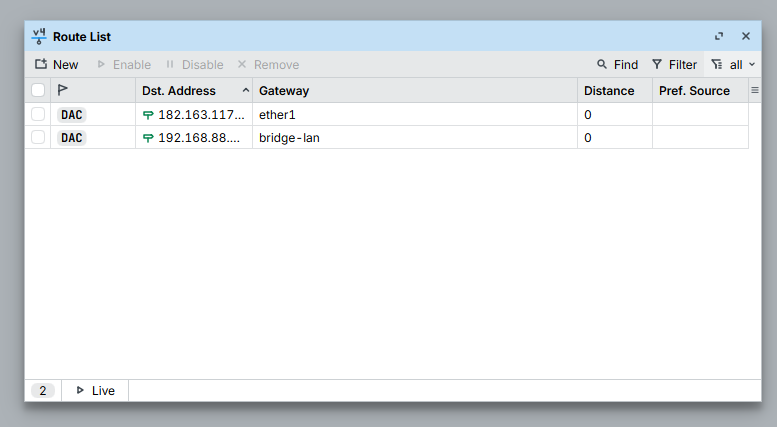 v4 Route List
New Enable Disable Remove Find Filter all
Dst. Address Gateway Distance Pref. Source
DAC 182.163.117... ether1 0
DAC 192.168.88.... bridge-lan 0
2 Live